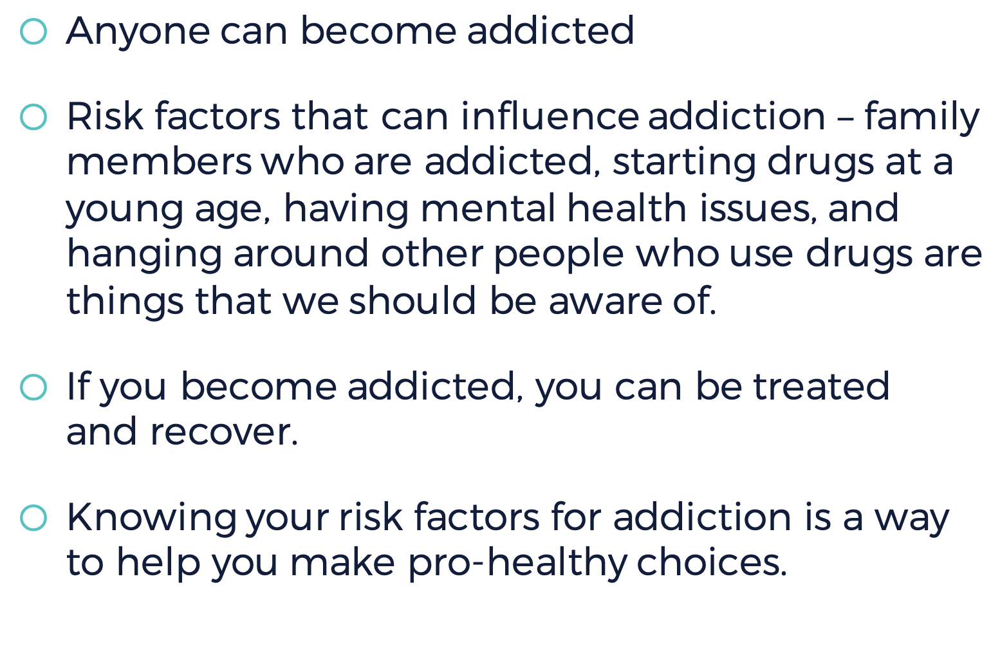 Anyone can become addicted
Risk factors that can influence addiction – family
members who are addicted, starting drugs at a
young age, having mental health issues, and
hanging around other people who use drugs are
things that we should be aware of.
If you become addicted, you can be treated
and recover.
Knowing your risk factors for addiction is a way
to help you make pro-healthy choices.